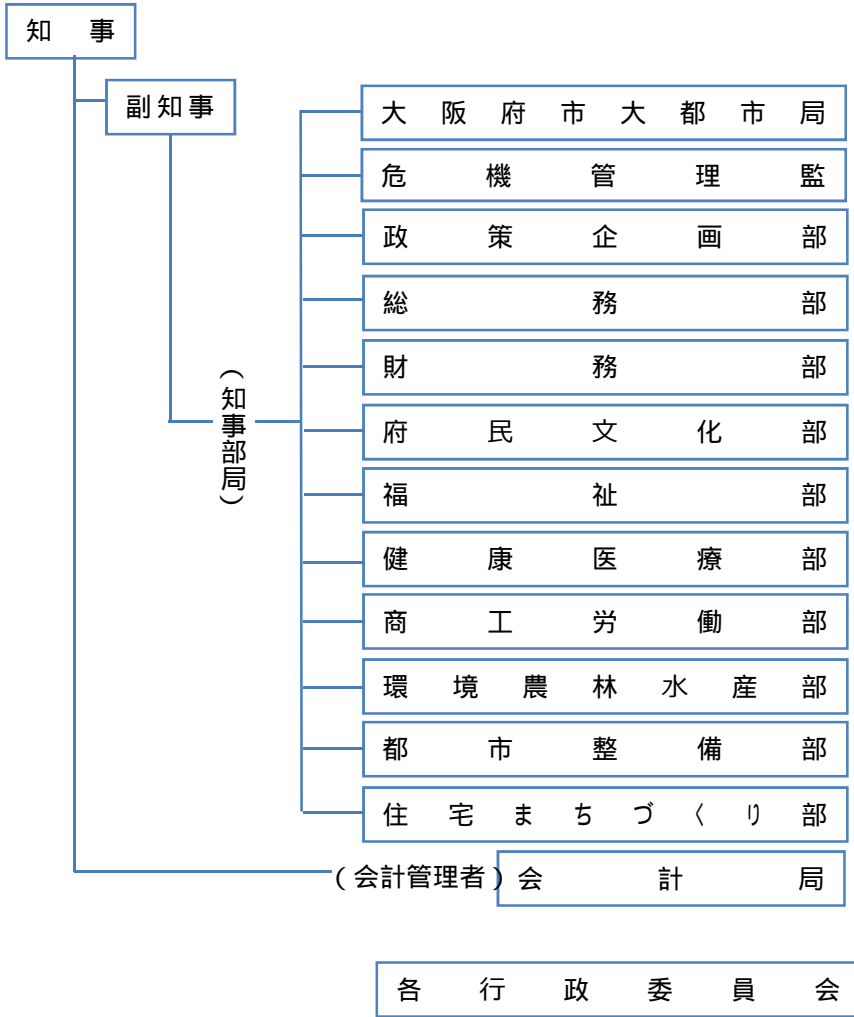 知事
副知事
大阪府市大都市局
危機管理監
政策企画部
総務部
財務部
(知事部局)
府民文化部
福祉部
健康医療部
商工労働部
環境農林水産部
都市整備部
住宅まちづくり部
(会計管理者)会計局
各行政委員会